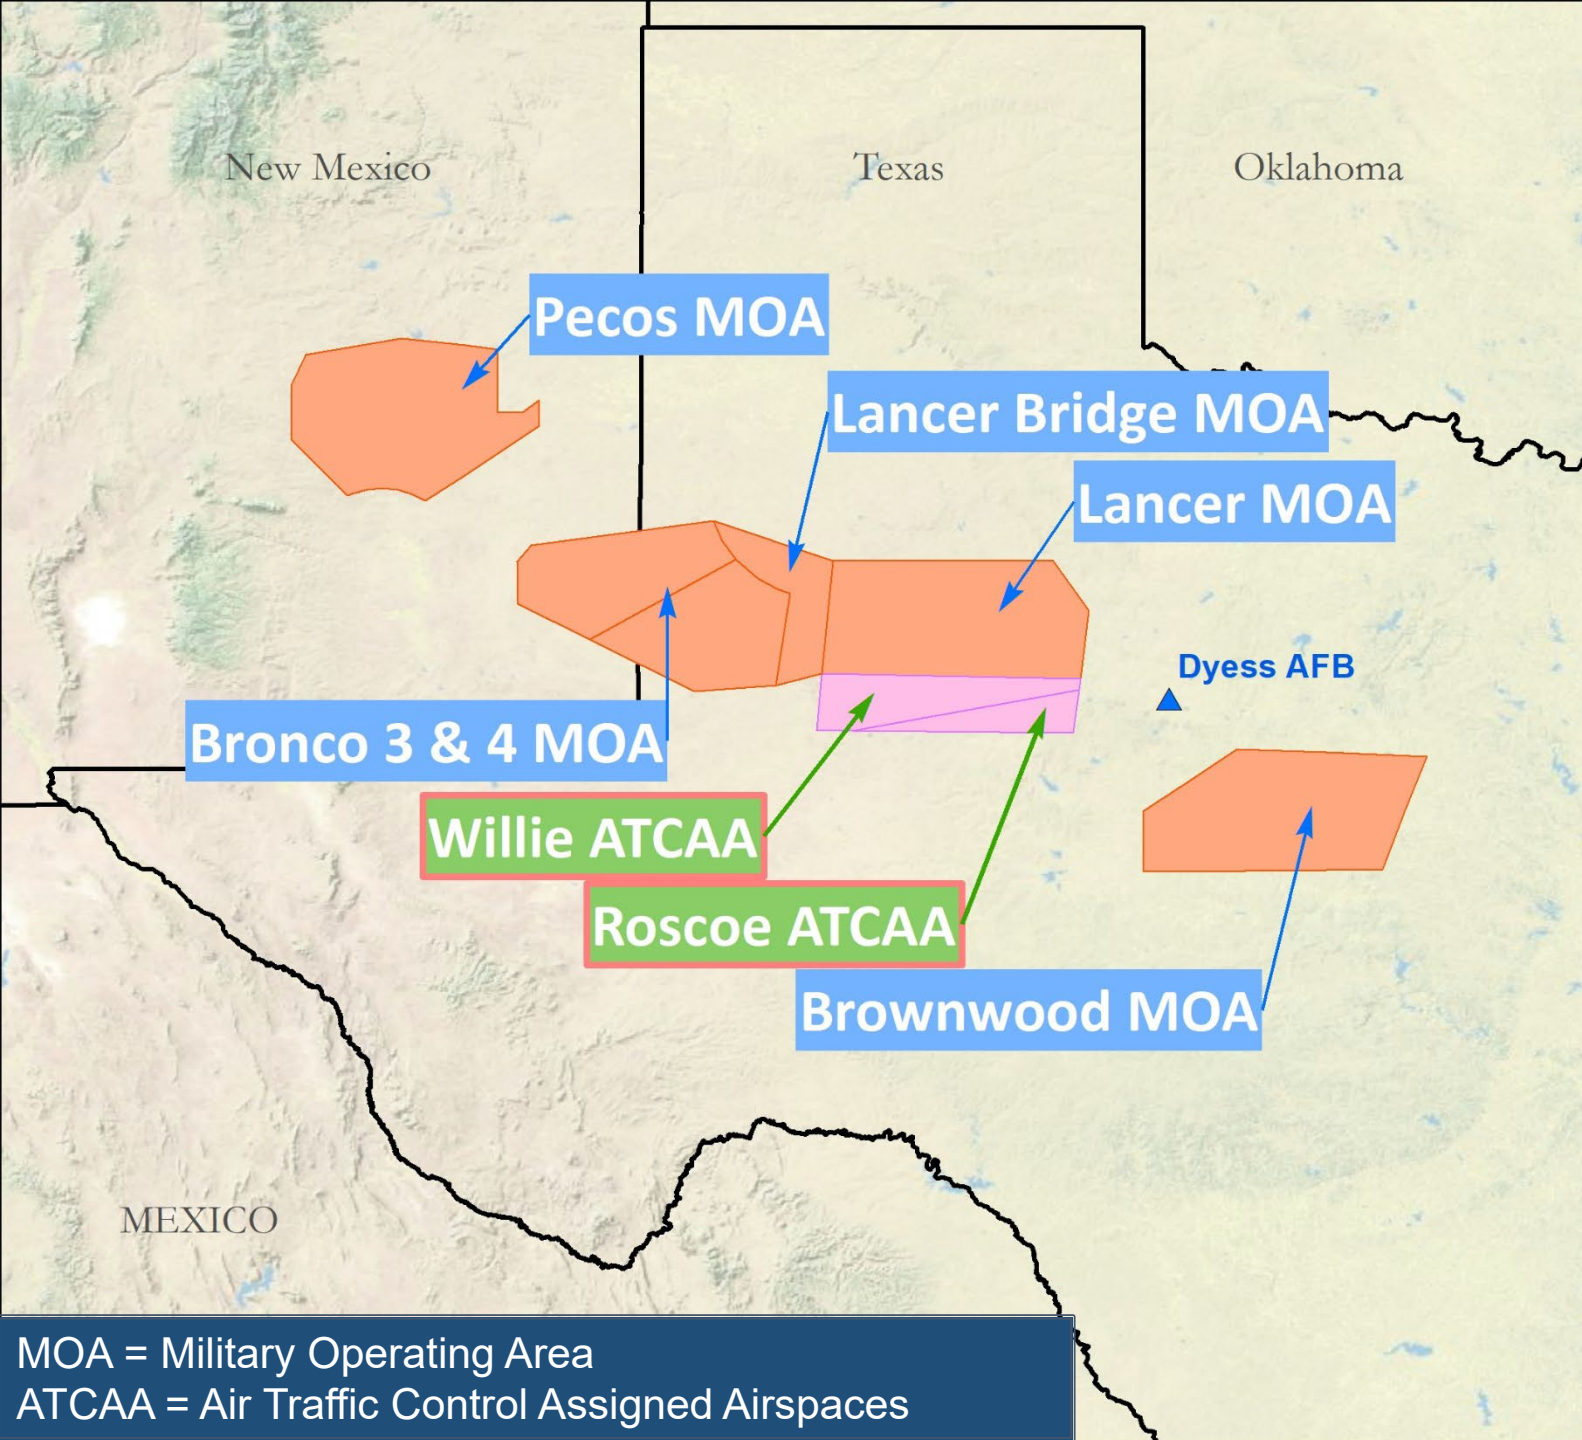 New Mexico
Texas
Oklahoma
Pecos MOA
Lancer Bridge MOA
Lancer MOA
Dyess AFB
Bronco 3 & 4 MOA
Willie ATCAA
Roscoe ATCAA
Brownwood MOA
MEXICO
MOA = Military Operating Area
ATCAA = Air Traffic Control Assigned Airspaces